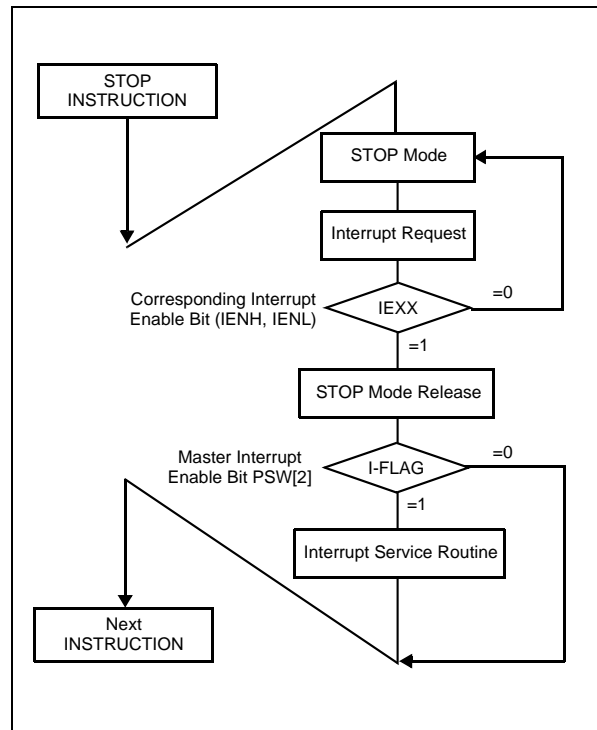 STOP
INSTRUCTION
STOP Mode
Interrupt Request
Corresponding Interrupt
Enable Bit (IENH, IENL)
IEXX
=0
=1
STOP Mode Release
Master Interrupt
Enable Bit PSW[2]
I-FLAG
=0
=1
Interrupt Service Routine
Next
INSTRUCTION